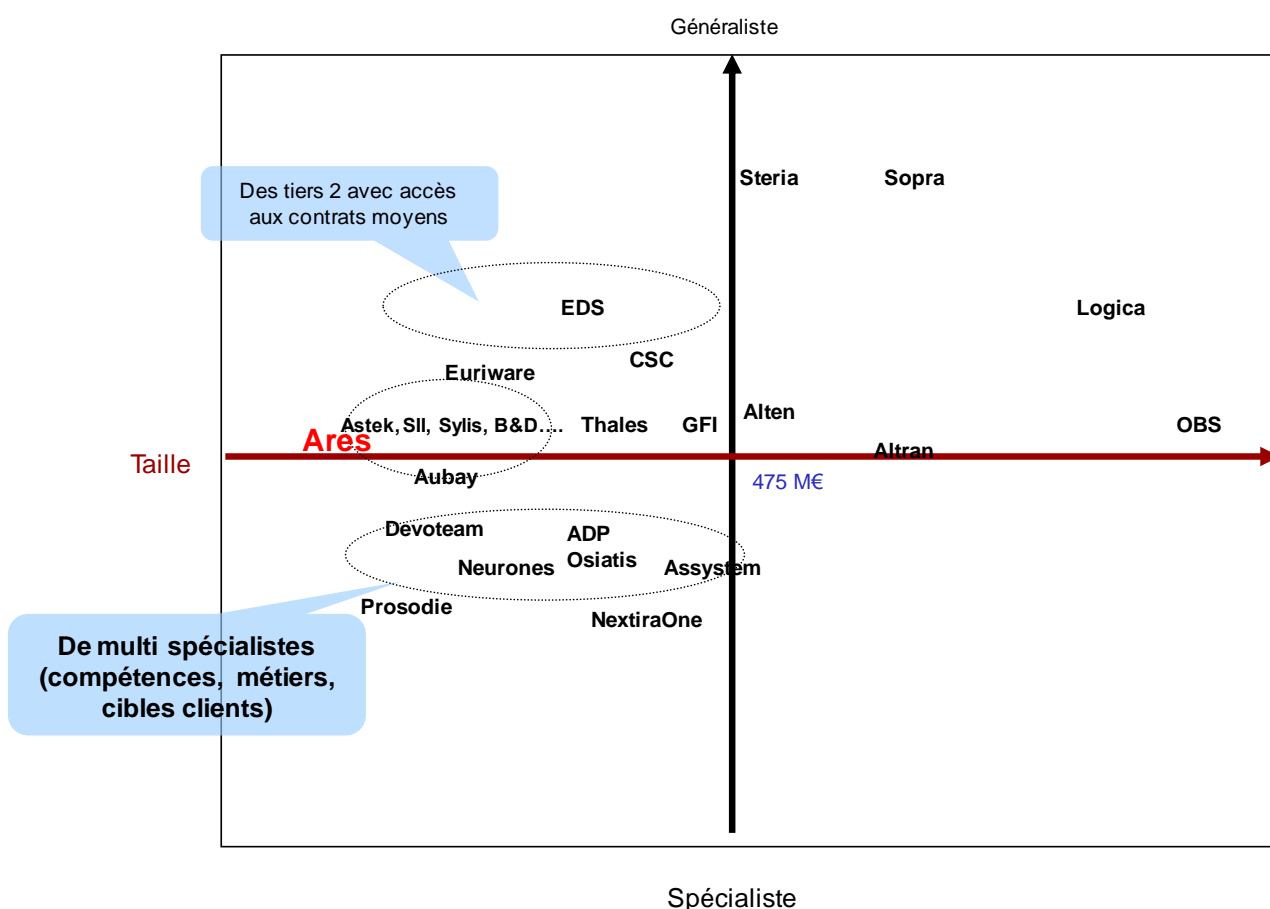 Généraliste
Des tiers 2 avec accès
aux contrats moyens
Steria
Sopra
EDS
Logica
CSC
Euriware
Astek, SII, Sylis, B&D….
Thales
GFI
Alten
OBS
Ares
Altran
Taille
Aubay
475 M€
Devoteam
ADP
Osiatis
Neurones
Assystem
Prosodie
NextiraOne
De multi spécialistes
(compétences, métiers,
cibles clients)
Spécialiste